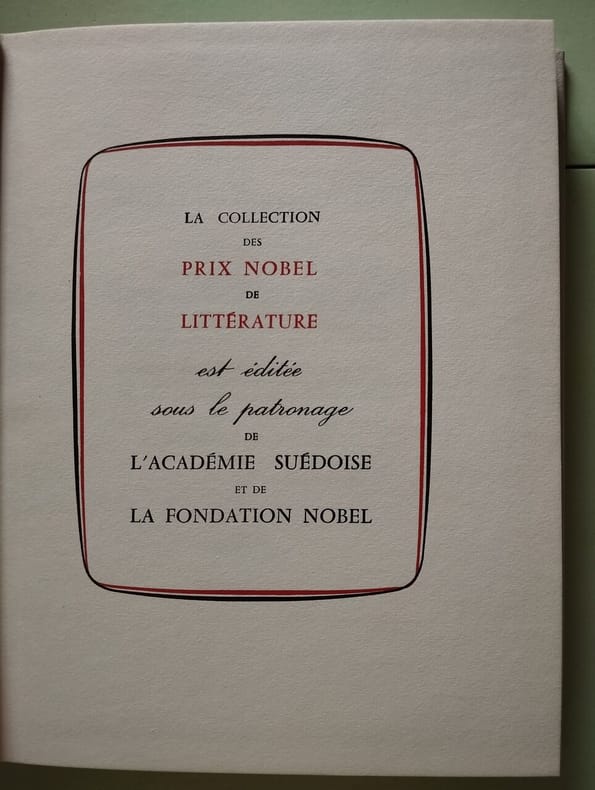 LA COLLECTION
DES
PRIX NOBEL
DE
LITTÉRATURE
est éditée
sous le patronage
DE
L'ACADÉMIE SUÉDOISE
ET DE
LA FONDATION NOBEL